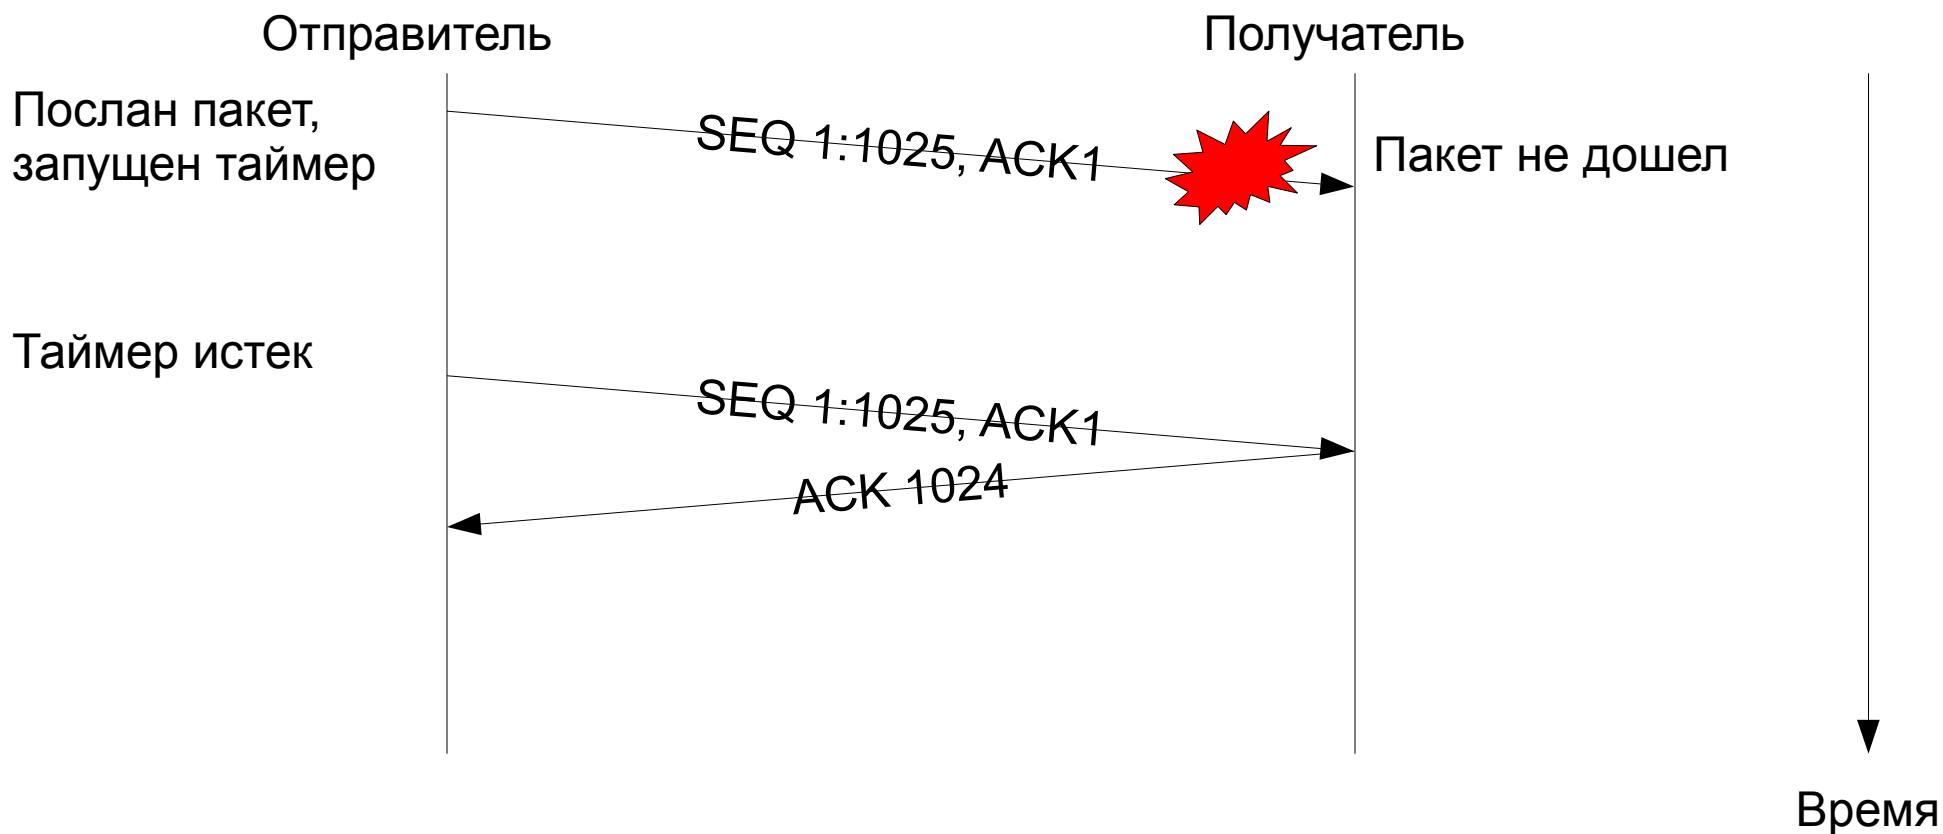 Отправитель
Получатель
Послан пакет,
запущен таймер
SEQ 1:1025, ACK1
Пакет не дошел
Таймер истек
SEQ 1:1025, ACK1
ACK 1024
Время